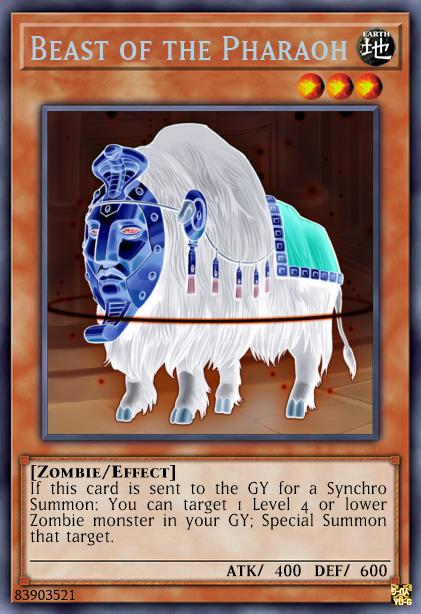 BEAST OF THE PHARAOH
EARTH
地
[ZOMBIE/EFFECT]
If this card is sent to the GY for a Synchro
Summon: You can target 1 Level 4 or lower
Zombie monster in your GY; Special Summon
that target.
ATK/ 400 DEF/ 600
83903521